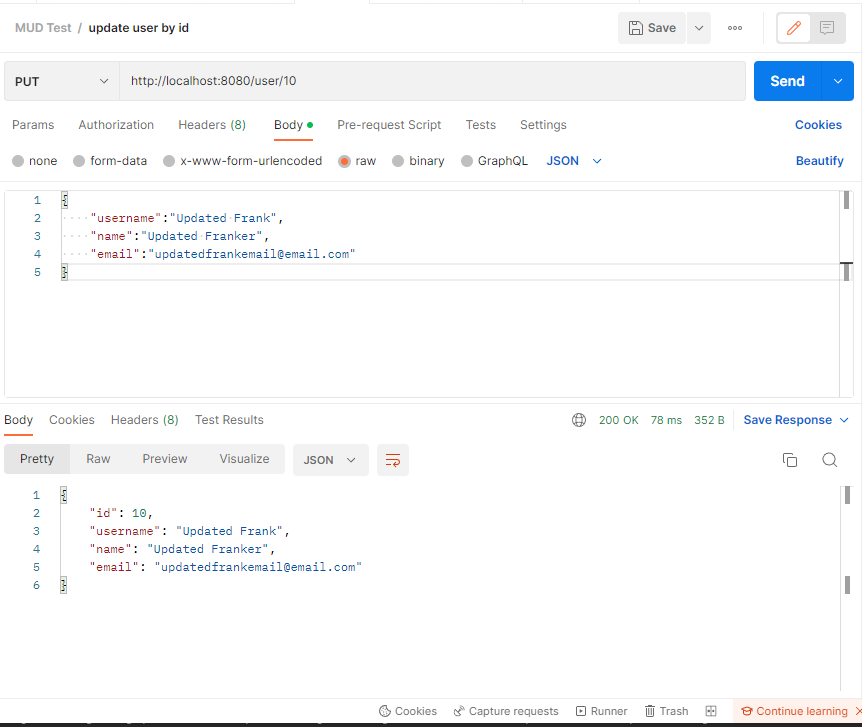 MUD Test / update user by id
Save
PUT http://localhost:8080/user/10 Send
Params Authorization Headers (8) Body Pre-request Script Tests Settings Cookies
none form-data x-www-form-urlencoded raw binary GraphQL JSON Beautify
1 {
2 ····"username":"Updated·Frank",
3 ····"name":"Updated·Franker",
4 ····"email":"updatedfrankemail@email.com"
5 }
Body Cookies Headers (8) Test Results 200 OK 78 ms 352 B Save Response
Pretty Raw Preview Visualize JSON
1 {
2 "id": 10,
3 "username": "Updated Frank",
4 "name": "Updated Franker",
5 "email": "updatedfrankemail@email.com"
6 }
Cookies Capture requests Runner Trash Continue learning